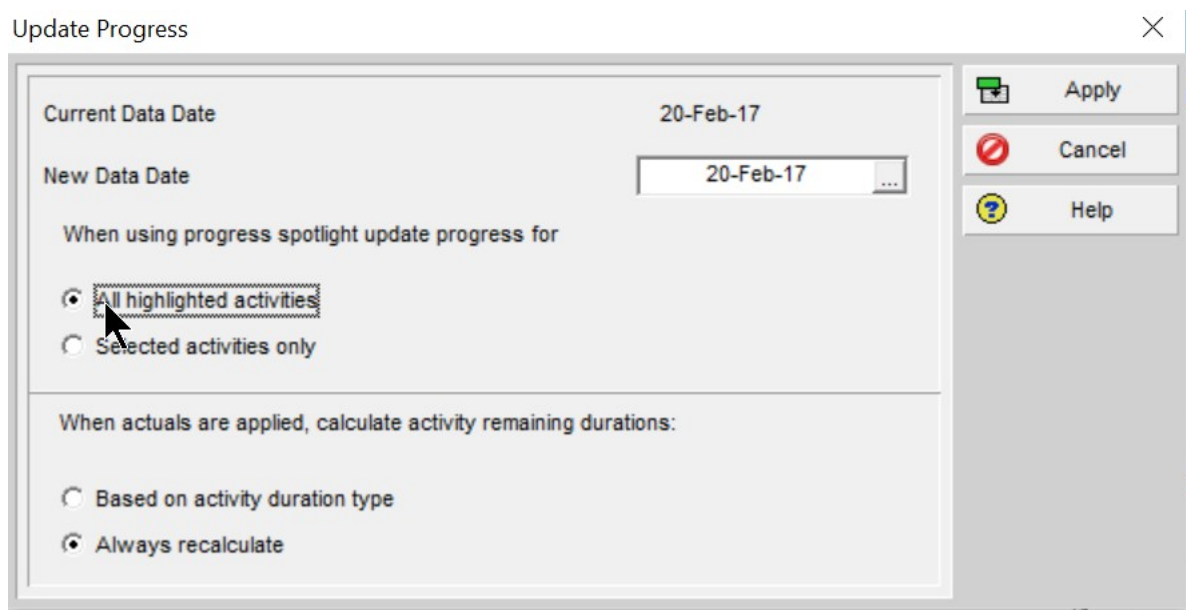 Update Progress
Current Data Date 20-Feb-17
New Data Date 20-Feb-17 ...
When using progress spotlight update progress for
All highlighted activities
Selected activities only
When actuals are applied, calculate activity remaining durations:
Based on activity duration type
Always recalculate
Apply
Cancel
Help